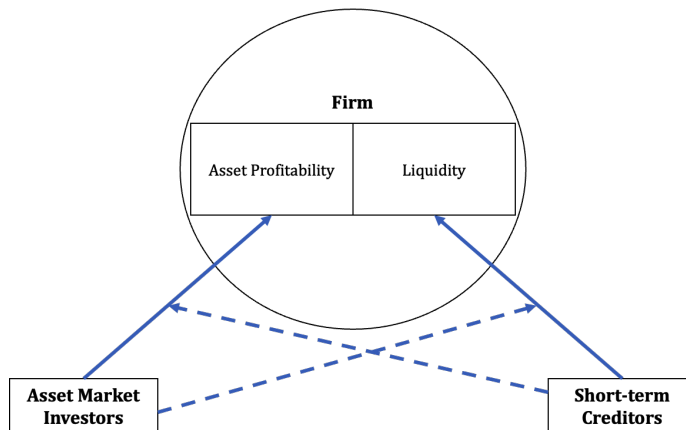 Firm
Asset Profitability
Liquidity
Asset Market
Investors
Short-term
Creditors